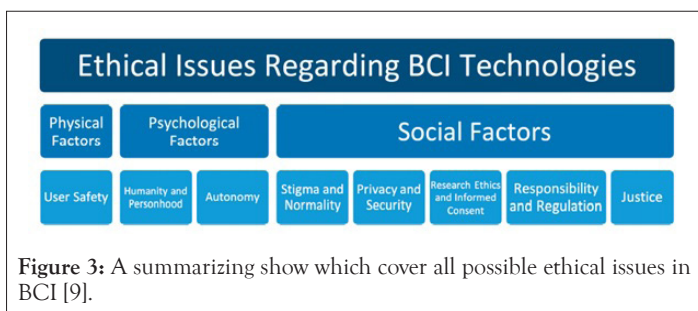 Ethical Issues Regarding BCI Technologies
Physical
Factors
Psychological
Factors
Social Factors
User Safety
Humanity and
Personhood
Autonomy
Stigma and
Normality
Privacy and
Security
Research Ethics
and Informed
Consent
Responsibility
and Regulation
Justice
Figure 3: A summarizing show which cover all possible ethical issues in
BCI [9].